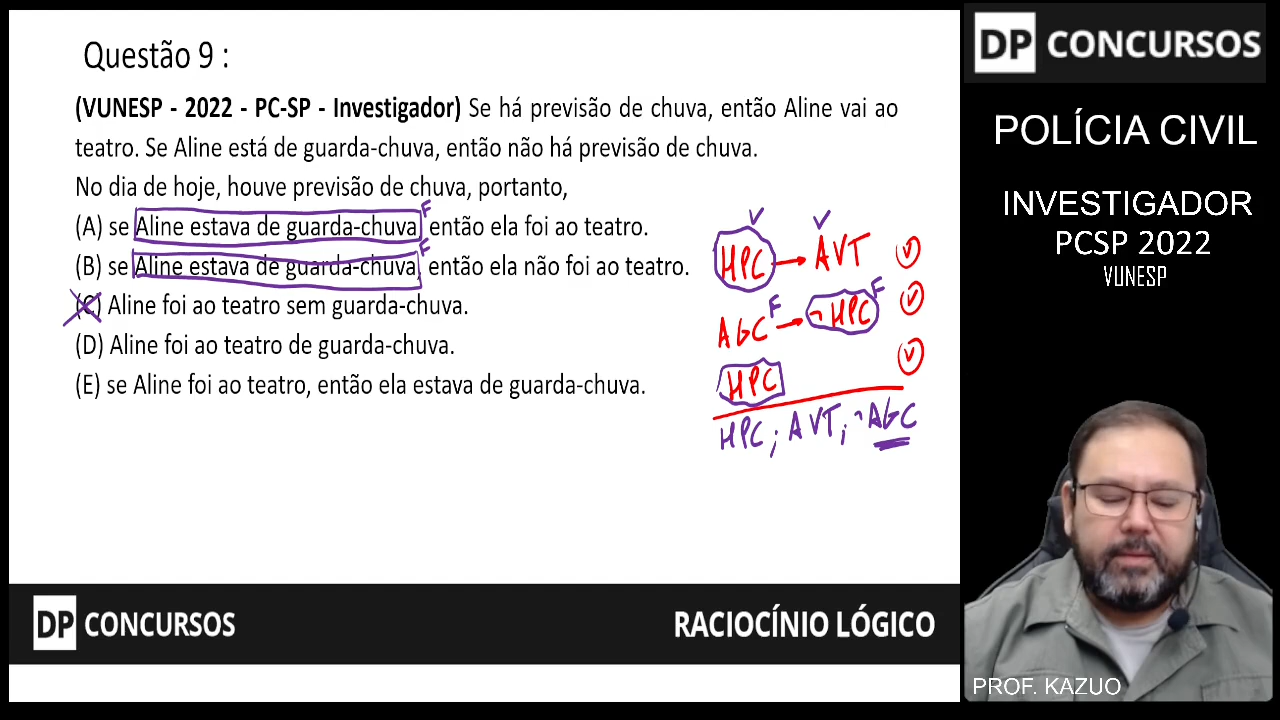 Questão 9 :
(VUNESP - 2022 - PC-SP - Investigador) Se há previsão de chuva, então Aline vai ao
teatro. Se Aline está de guarda-chuva, então não há previsão de chuva.
No dia de hoje, houve previsão de chuva, portanto,
(A) se Aline estava de guarda-chuva, então ela foi ao teatro.
F
(B) se Aline estava de guarda-chuva, então ela não foi ao teatro.
F
(C) Aline foi ao teatro sem guarda-chuva.
(D) Aline foi ao teatro de guarda-chuva.
(E) se Aline foi ao teatro, então ela estava de guarda-chuva.
V V
HPC → AVT V
F F
AGC → ¬HPC V
HPC V
HPC; AVT; ¬AGC
DP CONCURSOS
RACIOCÍNIO LÓGICO
DP CONCURSOS
POLÍCIA CIVIL
INVESTIGADOR
PCSP 2022
VUNESP
PROF. KAZUO